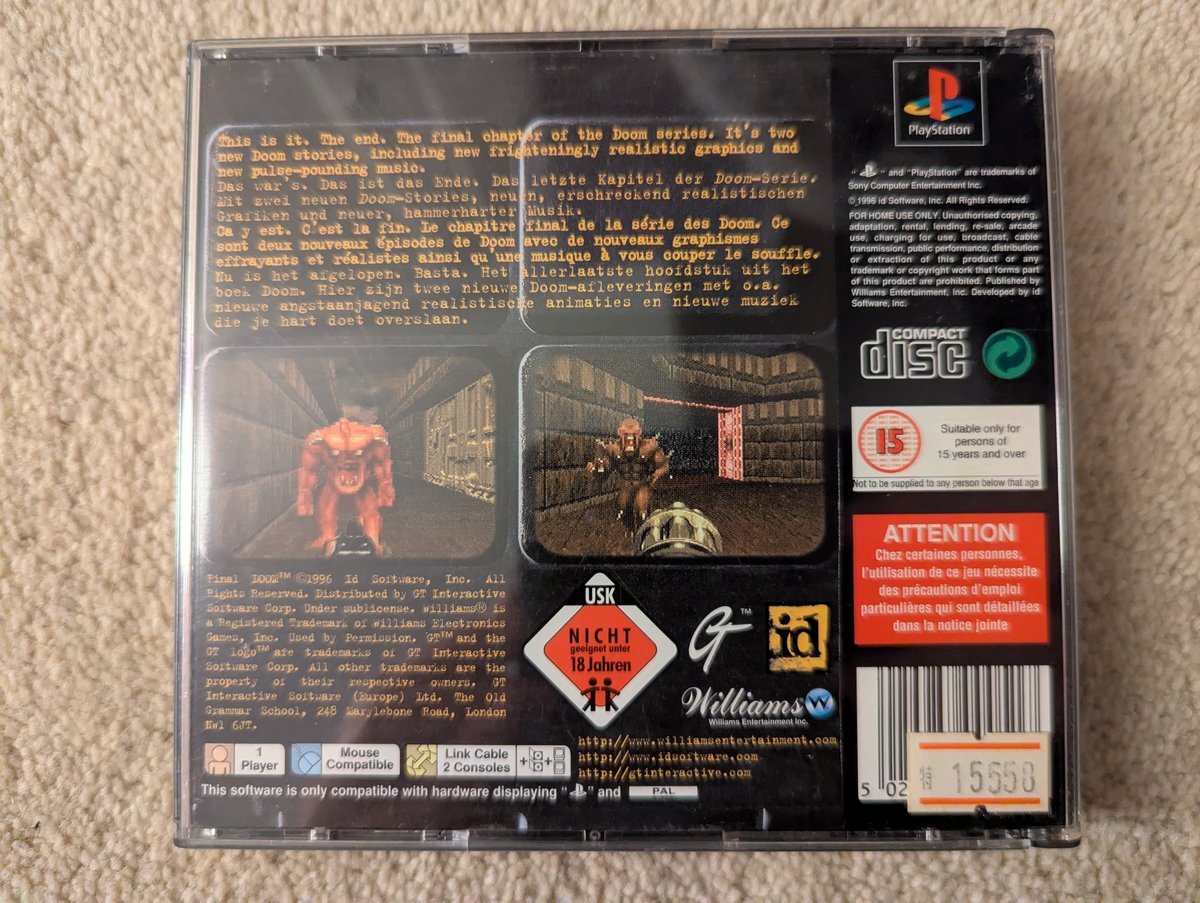 This is it. The end. The final chapter of the Doom series. It's two
new Doom stories, including new frighteningly realistic graphics and
new pulse-pounding music.
Das war's. Das ist das Ende. Das letzte Kapitel der Doom-Serie.
Mit zwei neuen Doom-Stories, neuen, erschreckend realistischen
Grafiken und neuer, hammerharter Musik.
Ca y est. C'est la fin. Le chapitre final de la série des Doom. Ce
sont deux nouveaux épisodes de Doom avec de nouveaux graphismes
effrayants et réalistes ainsi qu'une musique à vous couper le souffle.
Nu is het afgelopen. Basta. Het allerlaatste hoofdstuk uit het
boek Doom. Hier zijn twee nieuwe Doom-afleveringen met o.a.
nieuwe angstaanjagend realistische animaties en nieuwe muziek
die je hart doet overslaan.
Final DOOM™ ©1996 Id Software, Inc. All
Rights Reserved. Distributed by GT Interactive
Software Corp. Under sublicense. Williams® is
a Registered Trademark of Williams Electronics
Games, Inc. Used by Permission. GT™ and the
GT logo™ are trademarks of GT Interactive
Software Corp. All other trademarks are the
property of their respective owners. GT
Interactive Software (Europe) Ltd. The Old
Grammar School, 248 Marylebone Road, London
NW1 6JT.
USK
NICHT
geeignet unter
18 Jahren
GT™
id
Williams®
Williams Entertainment Inc.
http://www.williamsentertainment.com
http://www.idsoftware.com
http://gtinteractive.com
1
Player
Mouse
Compatible
Link Cable
2 Consoles
This software is only compatible with hardware displaying " " and PAL
PlayStation
" " and "PlayStation" are trademarks of
Sony Computer Entertainment Inc.
©1996 id Software, Inc. All Rights Reserved.
FOR HOME USE ONLY. Unauthorised copying,
adaptation, rental, lending, re-sale, arcade
use, charging for use, broadcast, cable
transmission, public performance, distribution
or extraction of this product or any
trademark or copyright work that forms part
of this product are prohibited. Published by
Williams Entertainment, Inc. Developed by id
Software, Inc.
COMPACT
disc
15
Suitable only for
persons of
15 years and over
Not to be supplied to any person below that age
ATTENTION
Chez certaines personnes,
l'utilisation de ce jeu nécessite
des précautions d'emploi
particulières qui sont détaillées
dans la notice jointe
5 02
15658